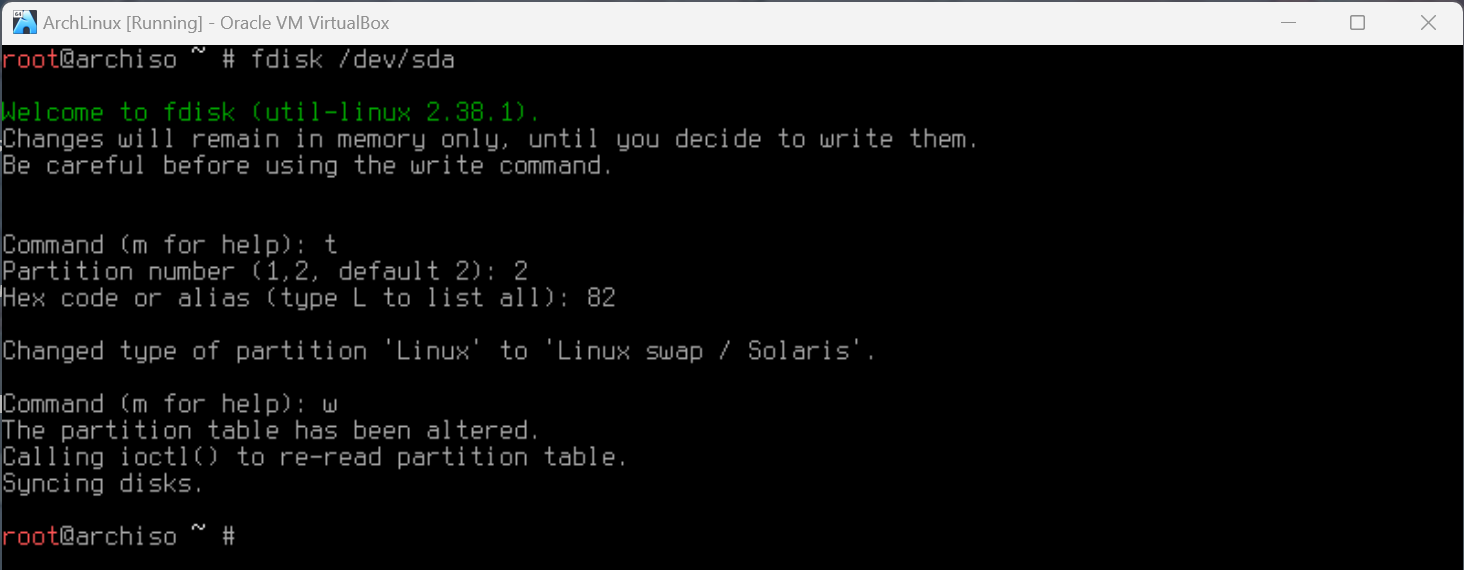 64
ArchLinux [Running] - Oracle VM VirtualBox
root@archiso ~ # fdisk /dev/sda
Welcome to fdisk (util-linux 2.38.1).
Changes will remain in memory only, until you decide to write them.
Be careful before using the write command.
Command (m for help): t
Partition number (1,2, default 2): 2
Hex code or alias (type L to list all): 82
Changed type of partition 'Linux' to 'Linux swap / Solaris'.
Command (m for help): w
The partition table has been altered.
Calling ioctl() to re-read partition table.
Syncing disks.
root@archiso ~ #